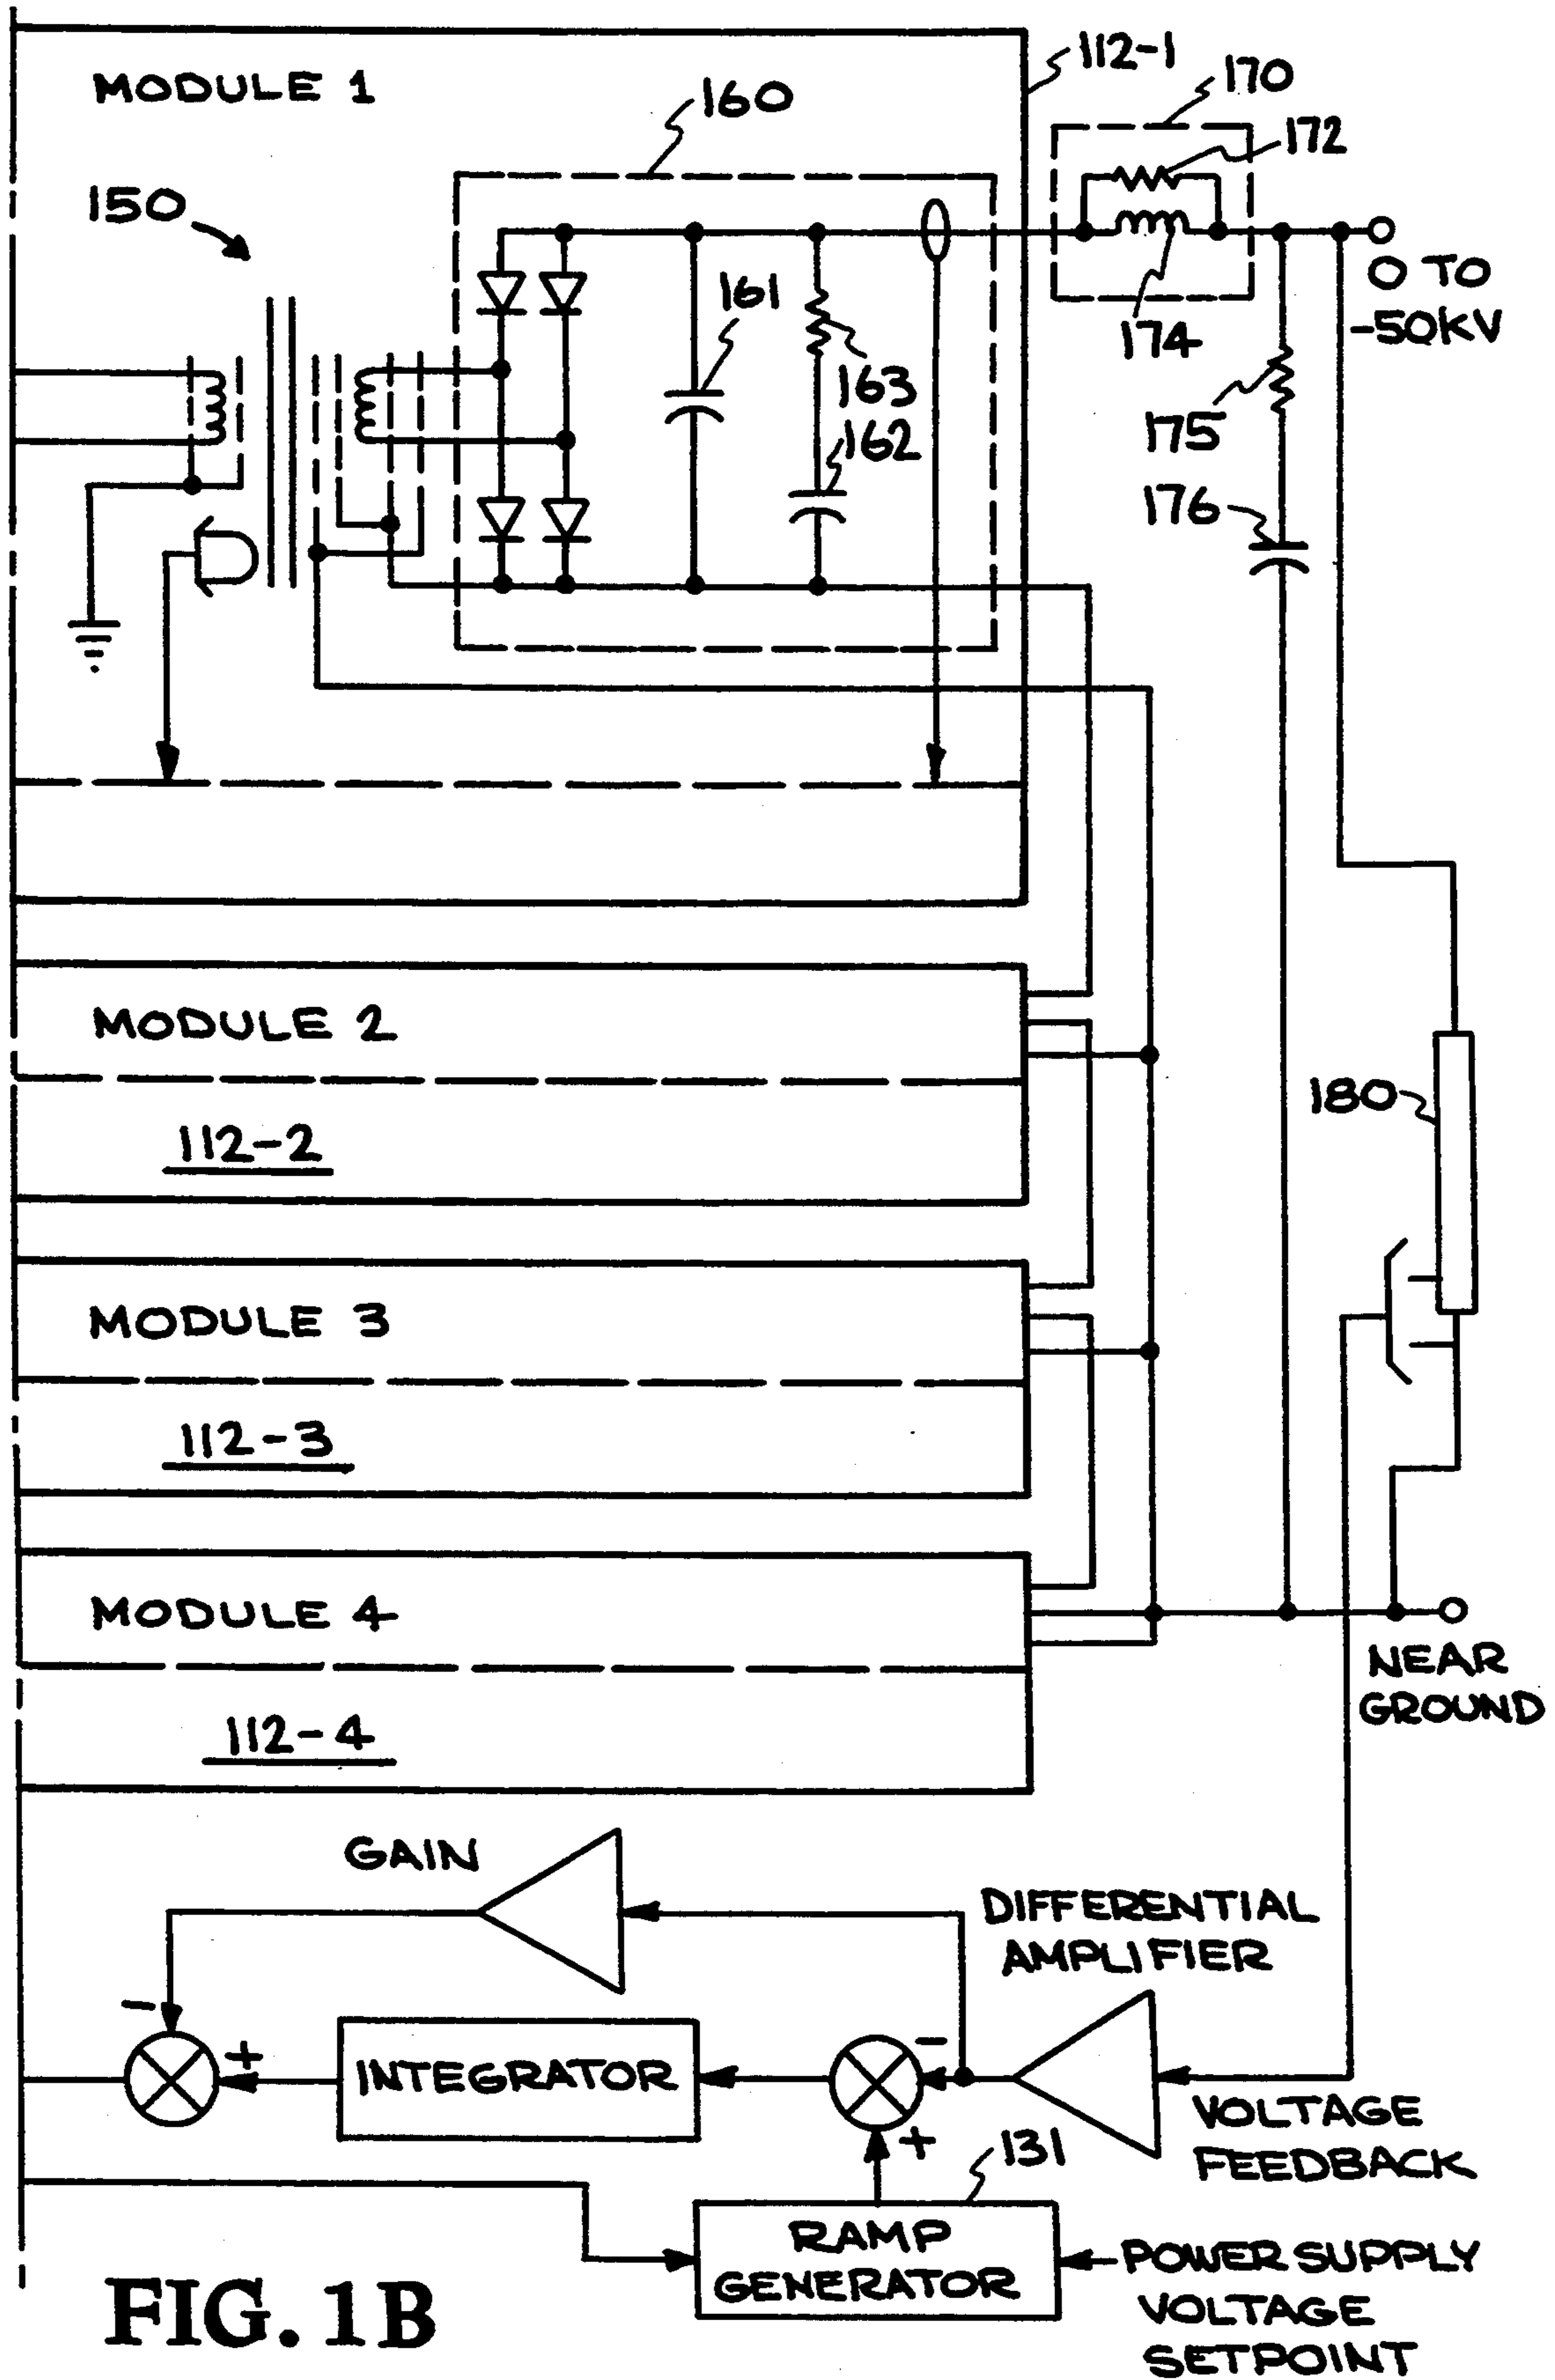 MODULE 1
112-1
160
170
172
150
161
0 TO
-50KV
174
163
175
162
176
MODULE 2
180
112-2
MODULE 3
112-3
MODULE 4
NEAR
GROUND
112-4
GAIN
DIFFERENTIAL
AMPLIFIER
-
-
+
INTEGRATOR
VOLTAGE
FEEDBACK
+
131
RAMP
GENERATOR
POWER SUPPLY
VOLTAGE
SETPOINT
FIG. 1B